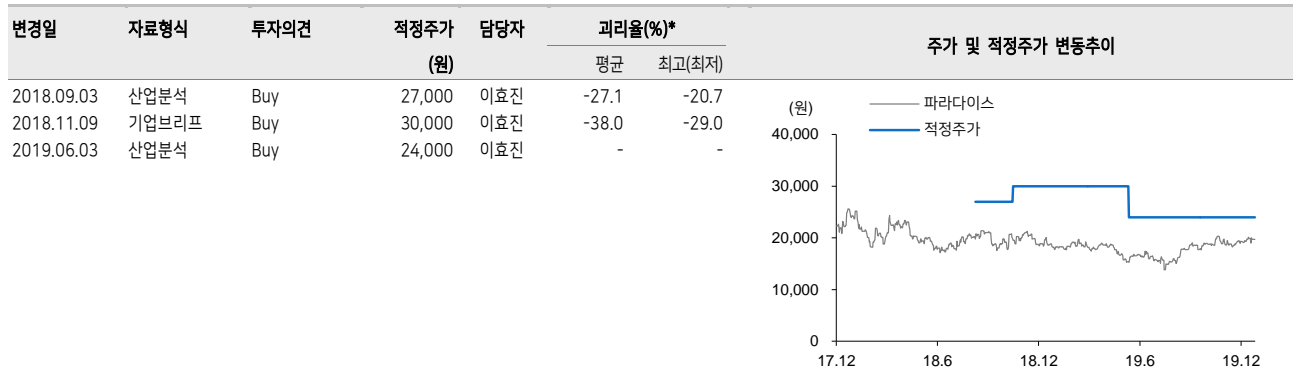 변경일 자료형식 투자의견 적정주가 담당자 괴리율(%)* 주가 및 적정주가 변동추이
(원) 평균 최고(최저)
2018.09.03 산업분석 Buy 27,000 이효진 -27.1 -20.7
2018.11.09 기업브리프 Buy 30,000 이효진 -38.0 -29.0
2019.06.03 산업분석 Buy 24,000 이효진 - -
(원) 파라다이스
적정주가
40,000
30,000
20,000
10,000
0
17.12 18.6 18.12 19.6 19.12